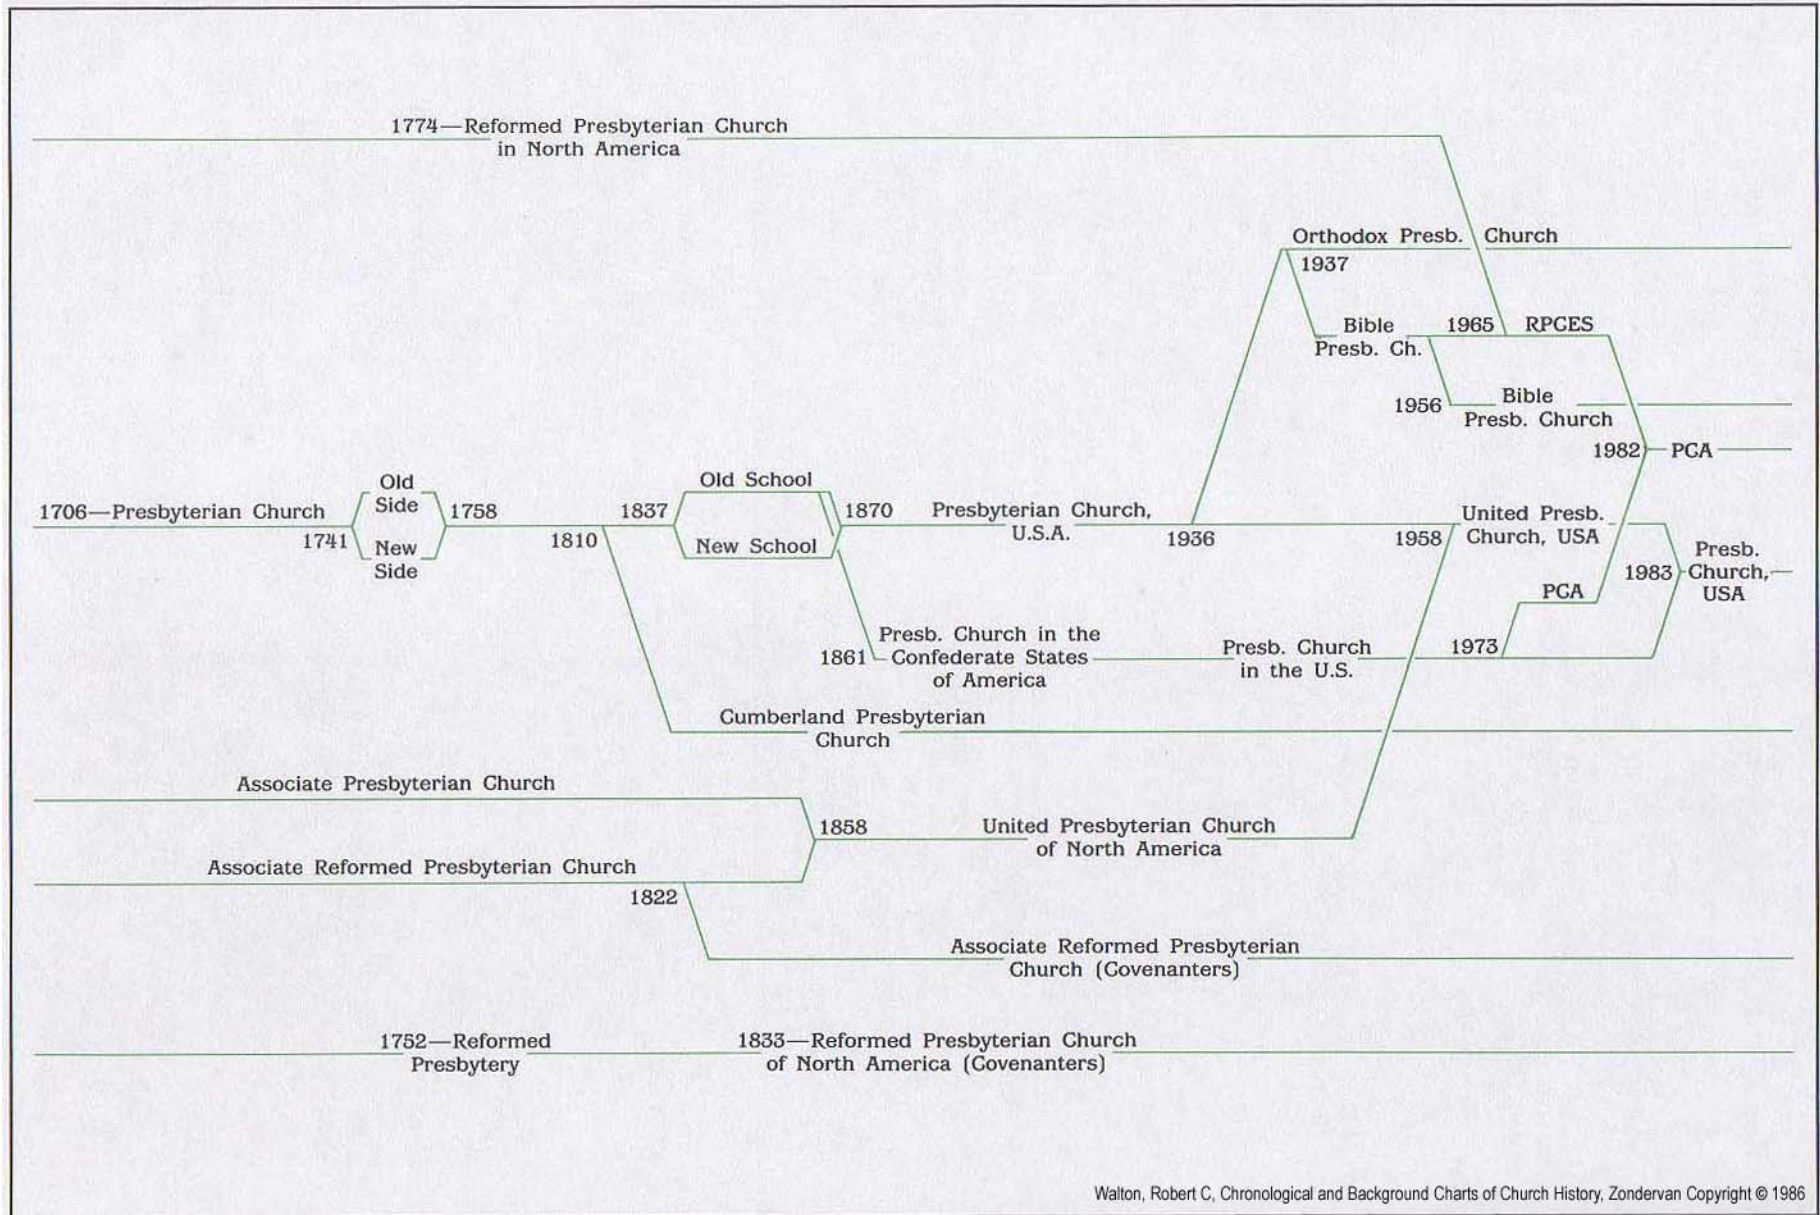 1774—Reformed Presbyterian Church
in North America
Orthodox Presb. Church
1937
Bible
Presb. Ch.
1965
RPCES
1956
Bible
Presb. Church
1982
PCA
1706—Presbyterian Church
1741
Old
Side
New
Side
1758
1810
1837
Old School
New School
1870
Presbyterian Church,
U.S.A.
1936
1958
United Presb.
Church, USA
1983
Presb.
Church,
USA
PCA
1861
Presb. Church in the
Confederate States
of America
Presb. Church
in the U.S.
1973
Cumberland Presbyterian
Church
Associate Presbyterian Church
1858
United Presbyterian Church
of North America
Associate Reformed Presbyterian Church
1822
Associate Reformed Presbyterian
Church (Covenanters)
1752—Reformed
Presbytery
1833—Reformed Presbyterian Church
of North America (Covenanters)
Walton, Robert C, Chronological and Background Charts of Church History, Zondervan Copyright © 1986